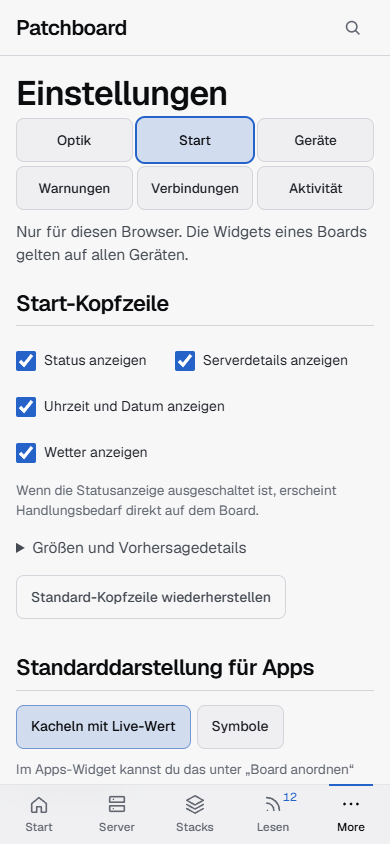 Patchboard
Einstellungen
Optik
Start
Geräte
Warnungen
Verbindungen
Aktivität
Nur für diesen Browser. Die Widgets eines Boards
gelten auf allen Geräten.
Start-Kopfzeile
Status anzeigen
Serverdetails anzeigen
Uhrzeit und Datum anzeigen
Wetter anzeigen
Wenn die Statusanzeige ausgeschaltet ist, erscheint
Handlungsbedarf direkt auf dem Board.
Größen und Vorhersagedetails
Standard-Kopfzeile wiederherstellen
Standarddarstellung für Apps
Kacheln mit Live-Wert
Symbole
Im Apps-Widget kannst du das unter „Board anordnen“
12
Start
Server
Stacks
Lesen
More